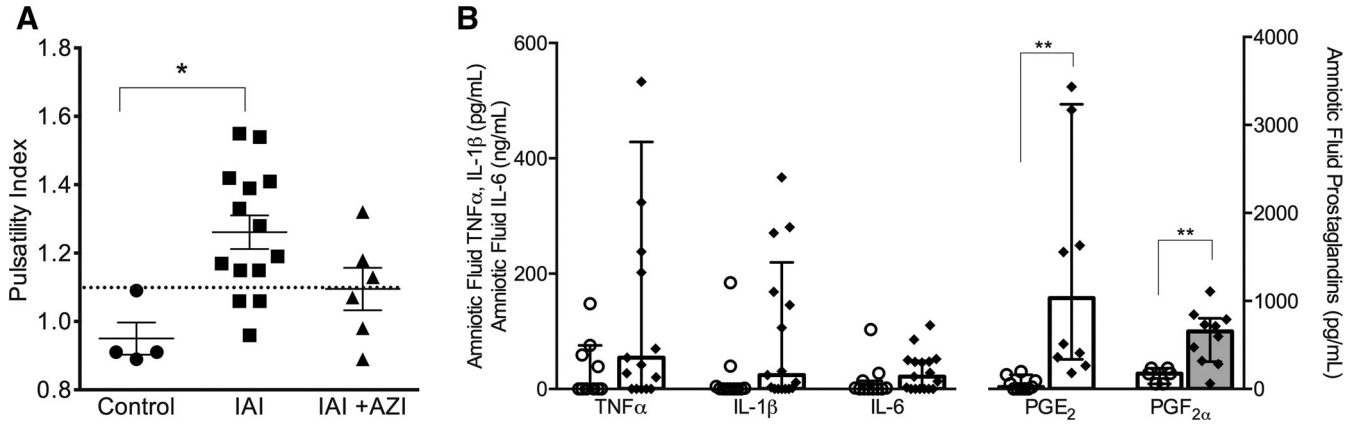 A
Pulsatility Index
1.8
1.6
1.4
1.2
1.0
0.8
*
Control IAI IAI +AZI
B
Amniotic Fluid TNFα, IL-1β (pg/mL)
Amniotic Fluid IL-6 (ng/mL)
600
400
200
0
TNFα IL-1β IL-6 PGE2 PGF2α
**
**
4000
3000
2000
1000
0
Amniotic Fluid Prostaglandins (pg/mL)